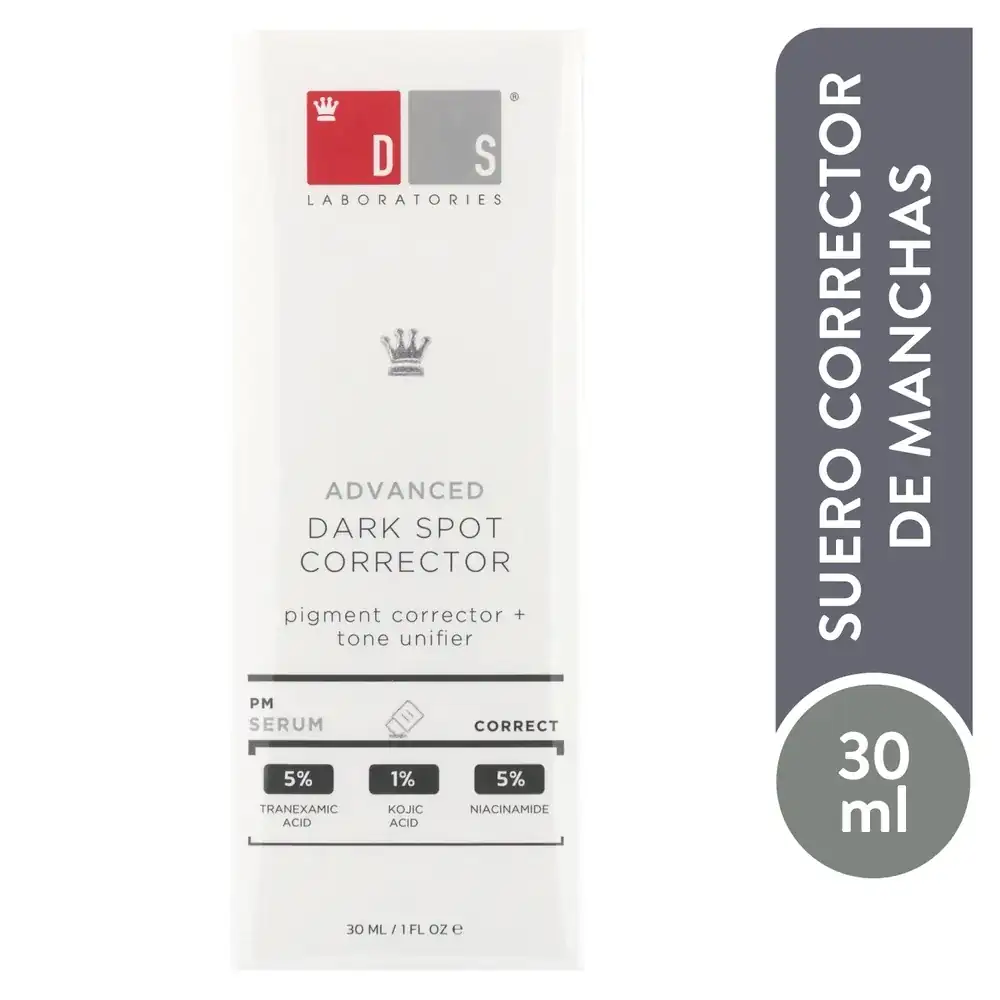 D S ®
LABORATORIES
ADVANCED
DARK SPOT
CORRECTOR
pigment corrector +
tone unifier
PM
SERUM
CORRECT
5%
TRANEXAMIC
ACID
1%
KOJIC
ACID
5%
NIACINAMIDE
30 ML / 1 FL OZ ℮
SUERO CORRECTOR
DE MANCHAS
30
ml